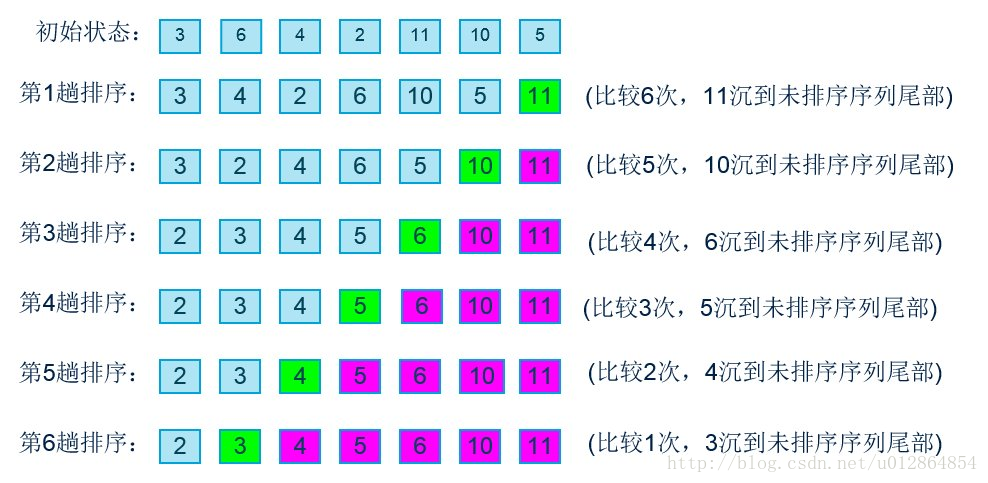 初始状态： 3 6 4 2 11 10 5
第1趟排序： 3 4 2 6 10 5 11 (比较6次，11沉到未排序序列尾部)
第2趟排序： 3 2 4 6 5 10 11 (比较5次，10沉到未排序序列尾部)
第3趟排序： 2 3 4 5 6 10 11 (比较4次，6沉到未排序序列尾部)
第4趟排序： 2 3 4 5 6 10 11 (比较3次，5沉到未排序序列尾部)
第5趟排序： 2 3 4 5 6 10 11 (比较2次，4沉到未排序序列尾部)
第6趟排序： 2 3 4 5 6 10 11 (比较1次，3沉到未排序序列尾部)
http://blog.csdn.net/u012864854